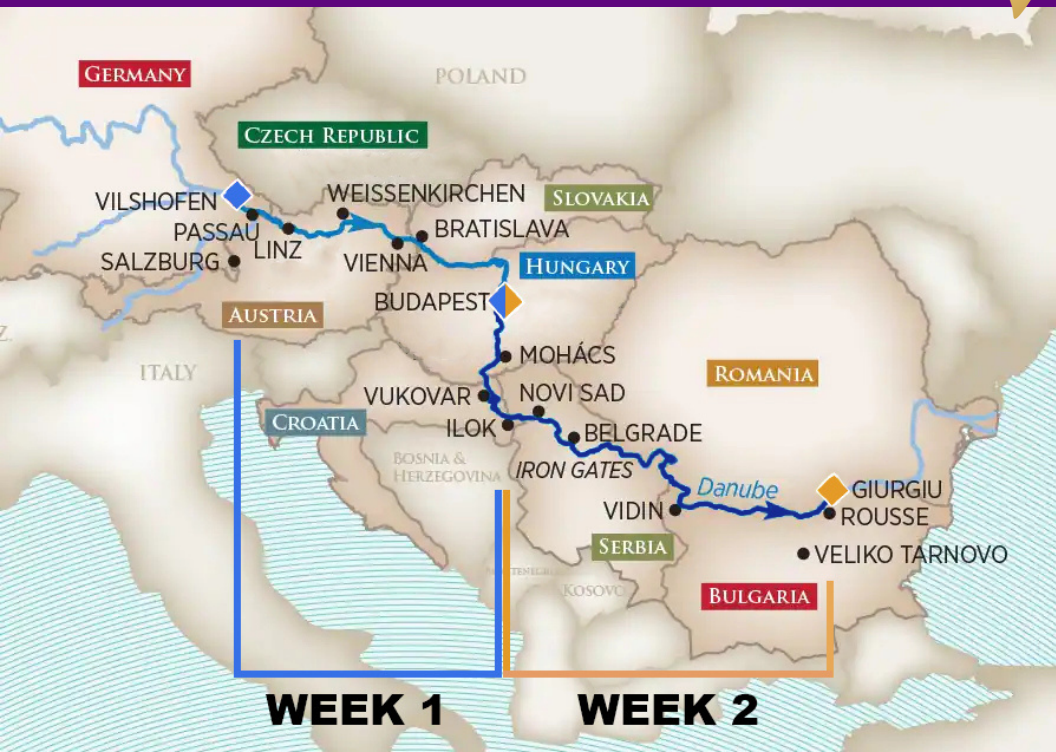 GERMANY
POLAND
CZECH REPUBLIC
VILSHOFEN
WEISSENKIRCHEN
SLOVAKIA
PASSAU
LINZ
BRATISLAVA
SALZBURG
VIENNA
HUNGARY
BUDAPEST
AUSTRIA
Z.
ITALY
MOHÁCS
ROMANIA
VUKOVAR
NOVI SAD
CROATIA
ILOK
BELGRADE
BOSNIA &
HERZEGOVINA
IRON GATES
Danube
GIURGIU
VIDIN
ROUSSE
SERBIA
VELIKO TARNOVO
KOSOVO
BULGARIA
WEEK 1
WEEK 2